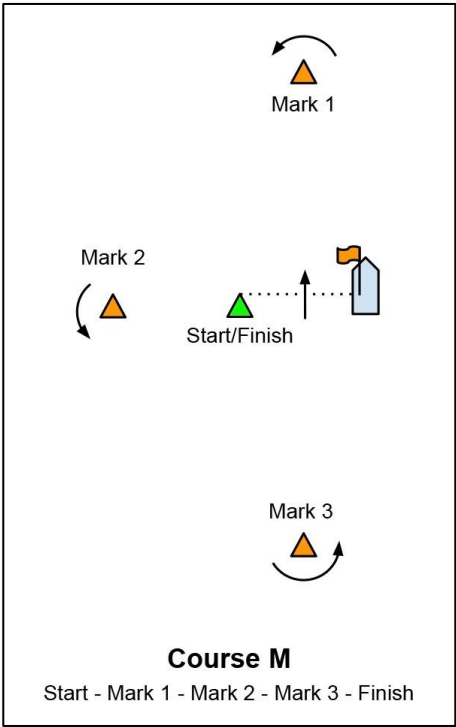 Mark 1
Mark 2
Start/Finish
Mark 3
Course M
Start - Mark 1 - Mark 2 - Mark 3 - Finish